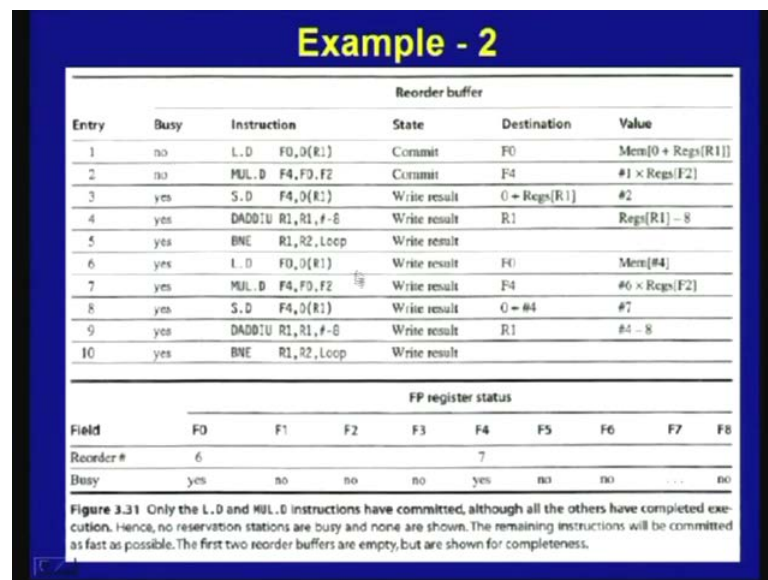 Example - 2
Reorder buffer
Entry Busy Instruction State Destination Value
1 no L.D F0,0(R1) Commit F0 Mem[0 + Regs[R1]]
2 no MUL.D F4,F0,F2 Commit F4 #1 × Regs[F2]
3 yes S.D F4,0(R1) Write result 0 + Regs[R1] #2
4 yes DADDIU R1,R1,#-8 Write result R1 Regs[R1] – 8
5 yes BNE R1,R2,Loop Write result
6 yes L.D F0,0(R1) Write result F0 Mem[#4]
7 yes MUL.D F4,F0,F2 Write result F4 #6 × Regs[F2]
8 yes S.D F4,0(R1) Write result 0 + #4 #7
9 yes DADDIU R1,R1,#-8 Write result R1 #4 – 8
10 yes BNE R1,R2,Loop Write result
FP register status
Field F0 F1 F2 F3 F4 F5 F6 F7 F8
Reorder # 6 7
Busy yes no no no yes no no ... no
Figure 3.31 Only the L.D and MUL.D instructions have committed, although all the others have completed exe-
cution. Hence, no reservation stations are busy and none are shown. The remaining instructions will be committed
as fast as possible. The first two reorder buffers are empty, but are shown for completeness.